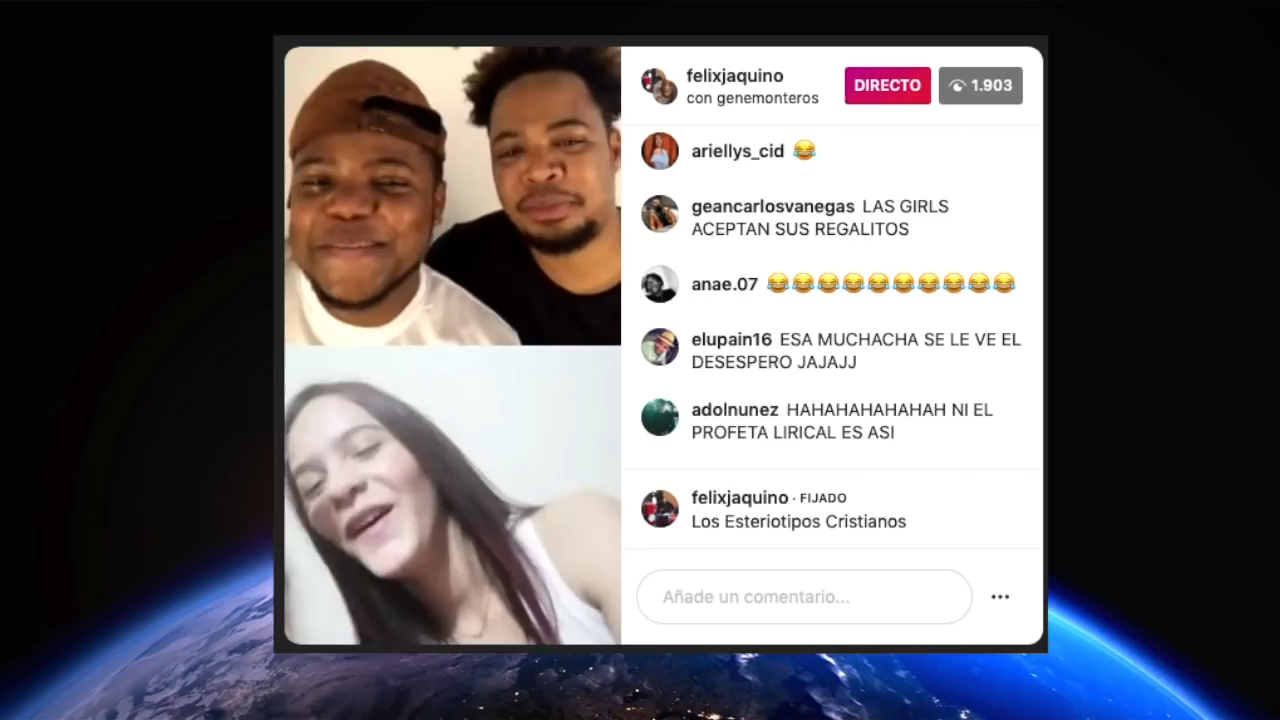 felixjaquino
con genemonteros
DIRECTO
1.903
ariellys_cid 😂
geancarlosvanegas LAS GIRLS
ACEPTAN SUS REGALITOS
anae.07 😂😂😂😂😂😂😂😂😂😂
elupain16 ESA MUCHACHA SE LE VE EL
DESESPERO JAJAJJ
adolnunez HAHAHAHAHAHAH NI EL
PROFETA LIRICAL ES ASI
felixjaquino · FIJADO
Los Esteriotipos Cristianos
Añade un comentario...